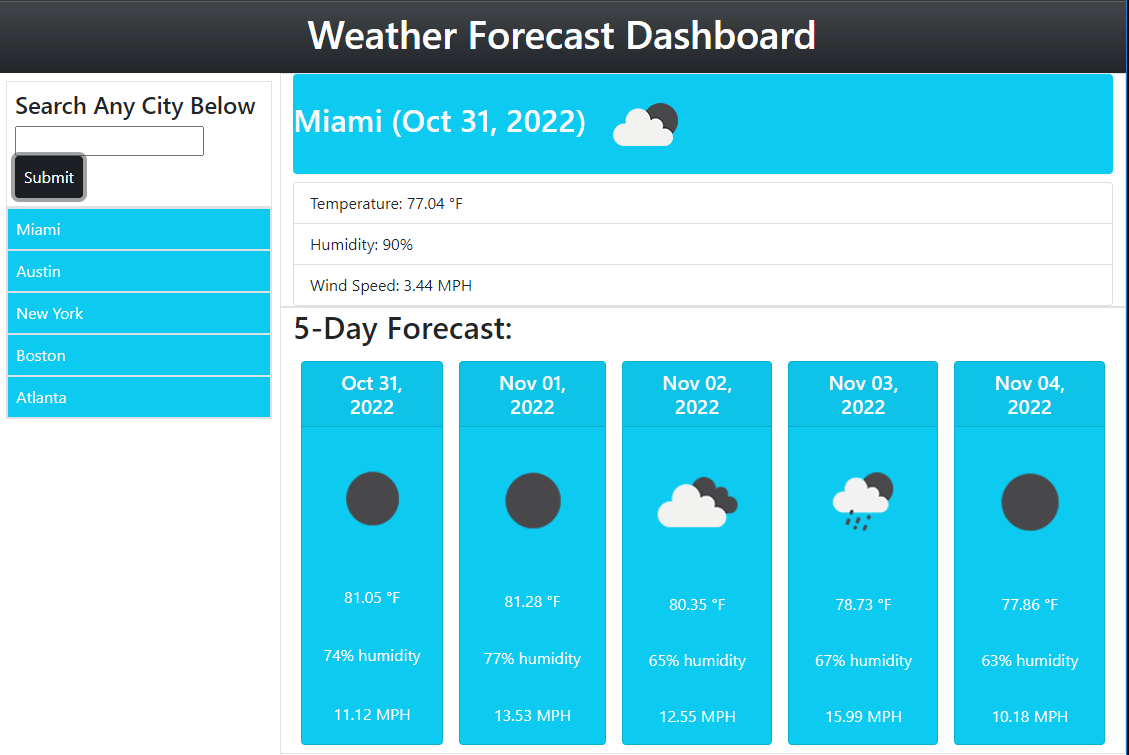 Weather Forecast Dashboard
Search Any City Below
Submit
Miami
Austin
New York
Boston
Atlanta
Miami (Oct 31, 2022)
Temperature: 77.04 °F
Humidity: 90%
Wind Speed: 3.44 MPH
5-Day Forecast:
Oct 31,
2022
81.05 °F
74% humidity
11.12 MPH
Nov 01,
2022
81.28 °F
77% humidity
13.53 MPH
Nov 02,
2022
80.35 °F
65% humidity
12.55 MPH
Nov 03,
2022
78.73 °F
67% humidity
15.99 MPH
Nov 04,
2022
77.86 °F
63% humidity
10.18 MPH